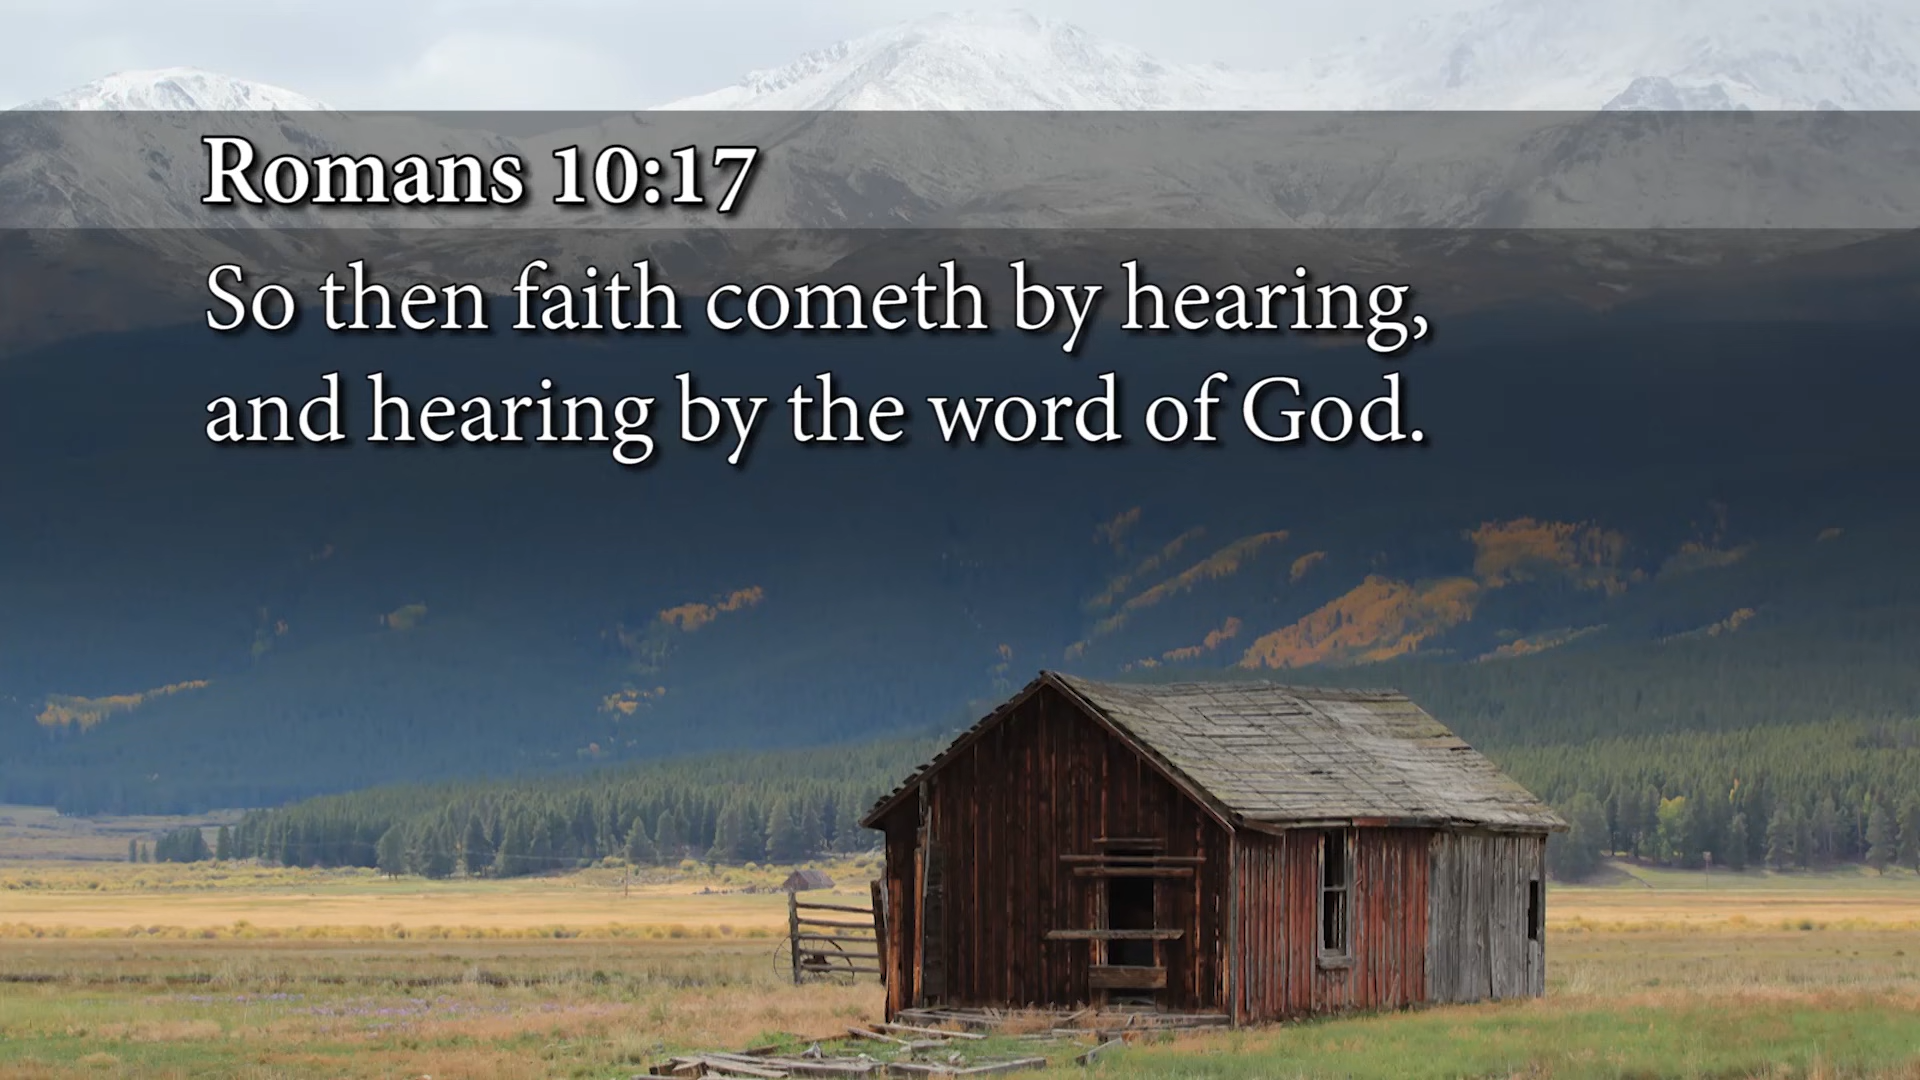 Romans 10:17
So then faith cometh by hearing,
and hearing by the word of God.